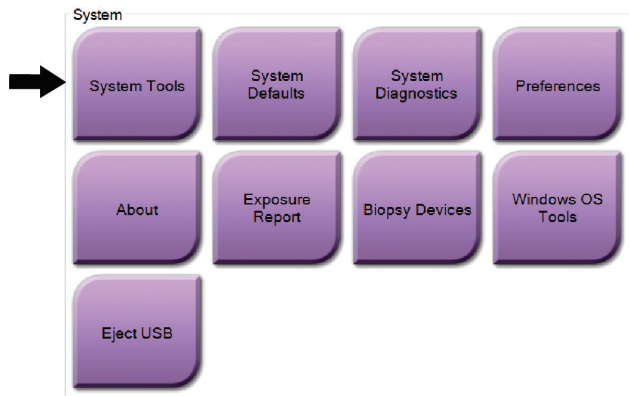 System
System Tools
System
Defaults
System
Diagnostics
Preferences
About
Exposure
Report
Biopsy Devices
Windows OS
Tools
Eject USB